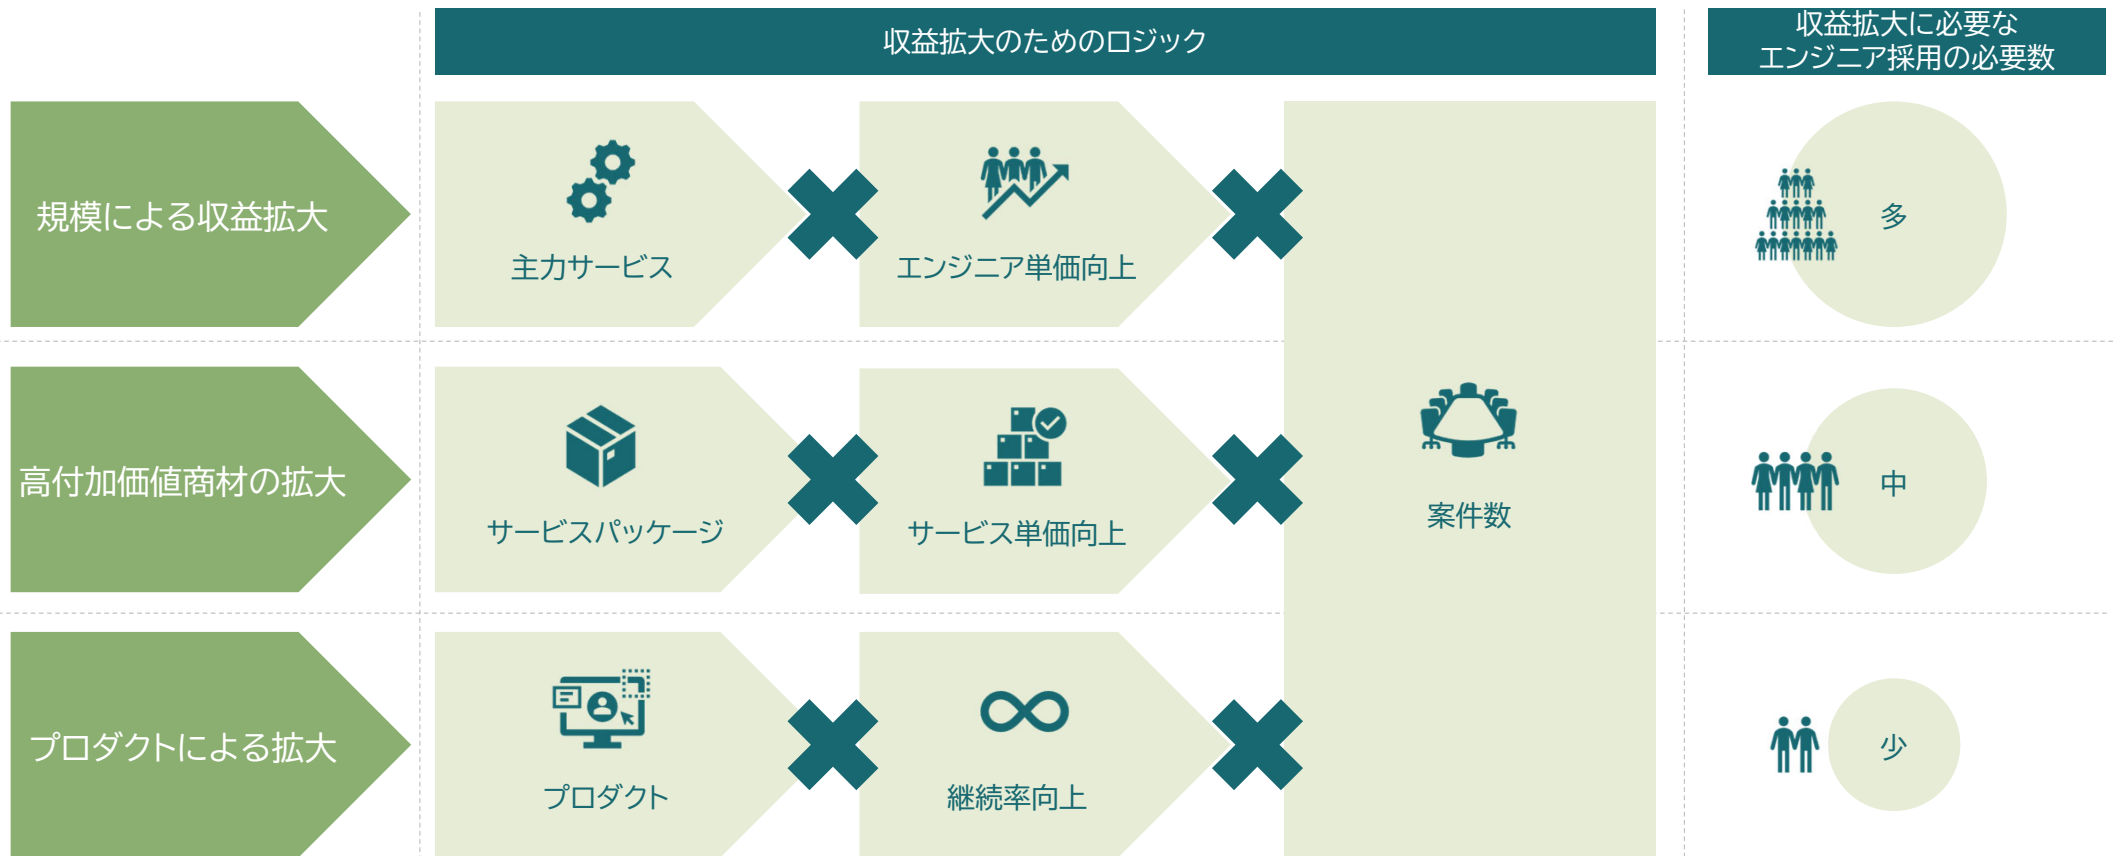 収益拡大のためのロジック
収益拡大に必要な
エンジニア採用の必要数
規模による収益拡大
主力サービス
エンジニア単価向上
多
高付加価値商材の拡大
サービスパッケージ
サービス単価向上
案件数
中
プロダクトによる拡大
プロダクト
継続率向上
少